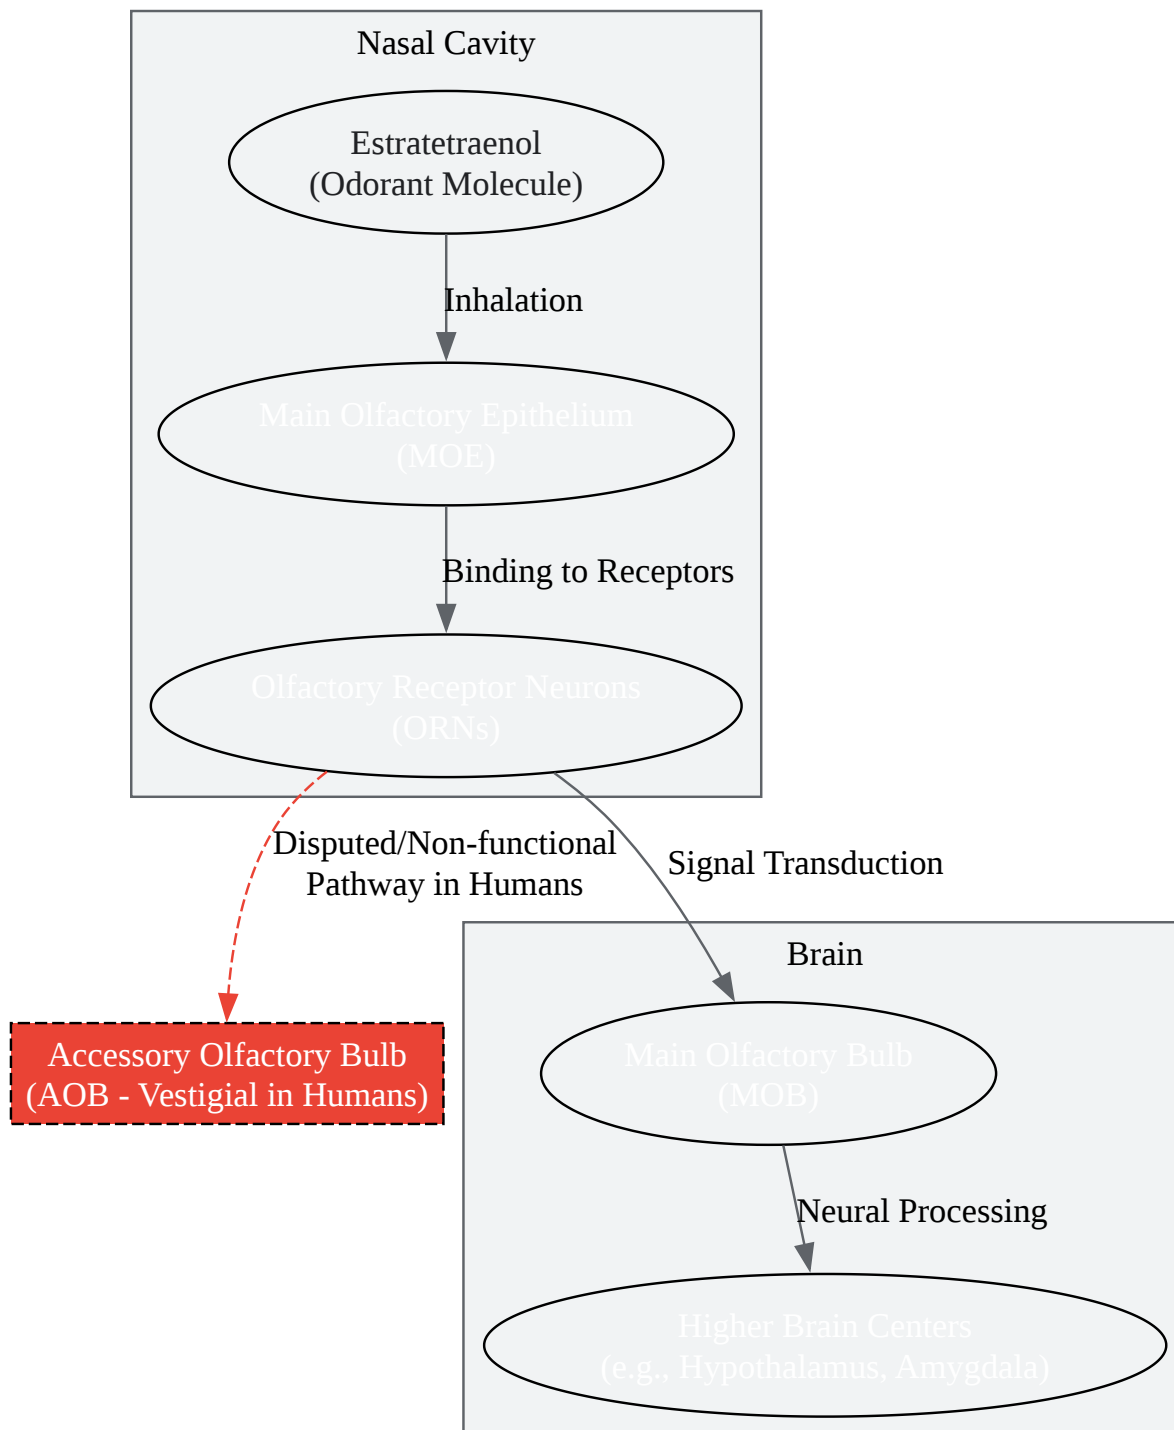 Nasal Cavity
Estratetraenol
(Odorant Molecule)
Inhalation
Main Olfactory Epithelium
(MOE)
Binding to Receptors
Olfactory Receptor Neurons
(ORNs)
Disputed/Non-functional
Pathway in Humans
Signal Transduction
Brain
Accessory Olfactory Bulb
(AOB - Vestigial in Humans)
Main Olfactory Bulb
(MOB)
Neural Processing
Higher Brain Centers
(e.g., Hypothalamus, Amygdala)